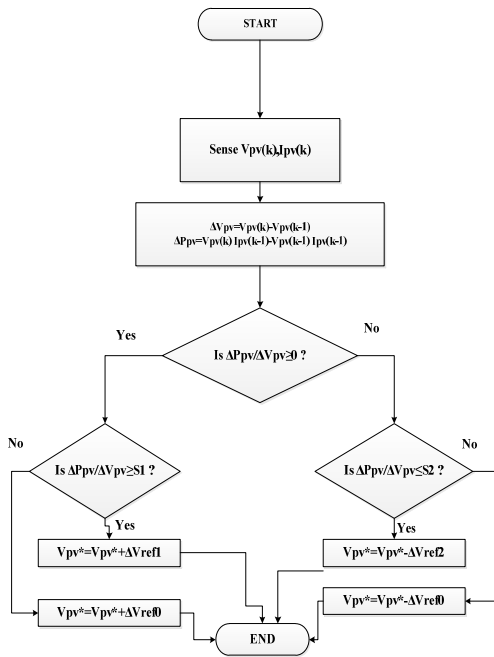 START
Sense Vpv(k),Ipv(k)
ΔVpv=Vpv(k)-Vpv(k-1)
ΔPpv=Vpv(k) Ipv(k-1)-Vpv(k-1) Ipv(k-1)
Is ΔPpv/ΔVpv≥0 ?
Yes
No
Is ΔPpv/ΔVpv≥S1 ?
No
Yes
Is ΔPpv/ΔVpv≤S2 ?
No
Yes
Vpv*=Vpv*+ΔVref1
Vpv*=Vpv*-ΔVref2
Vpv*=Vpv*+ΔVref0
Vpv*=Vpv*-ΔVref0
END